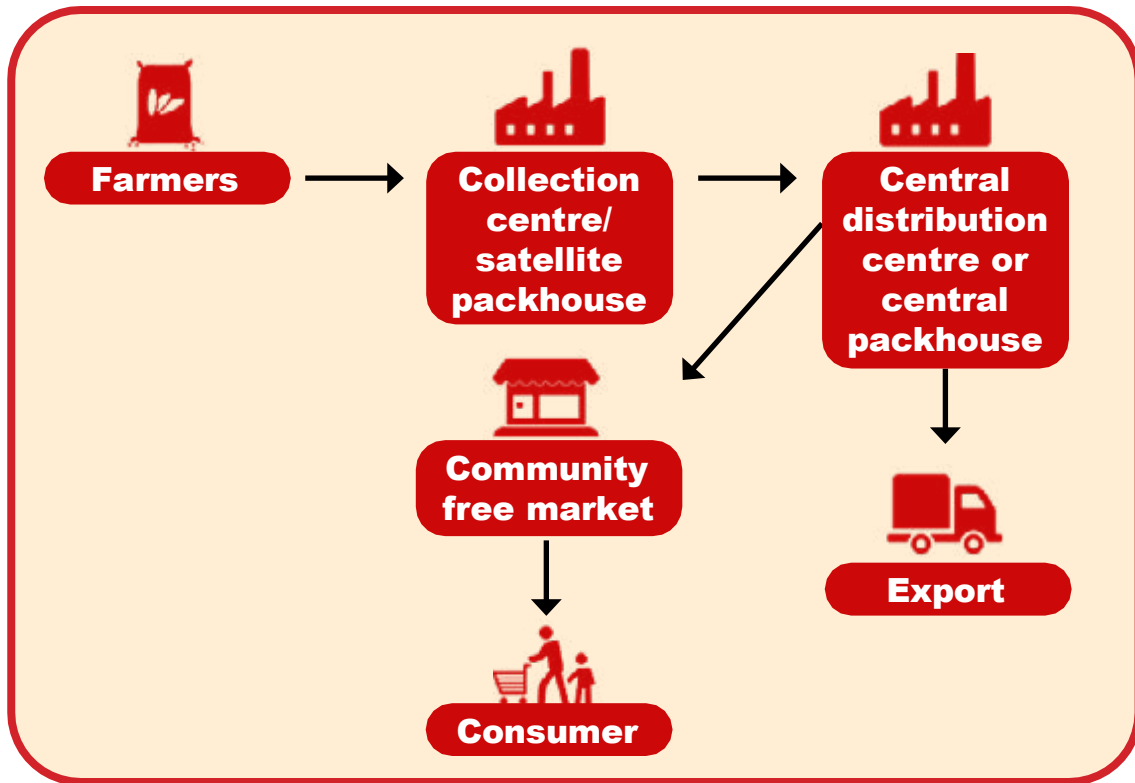 Farmers
Collection
centre/
satellite
packhouse
Central
distribution
centre or
central
packhouse
Community
free market
Export
Consumer